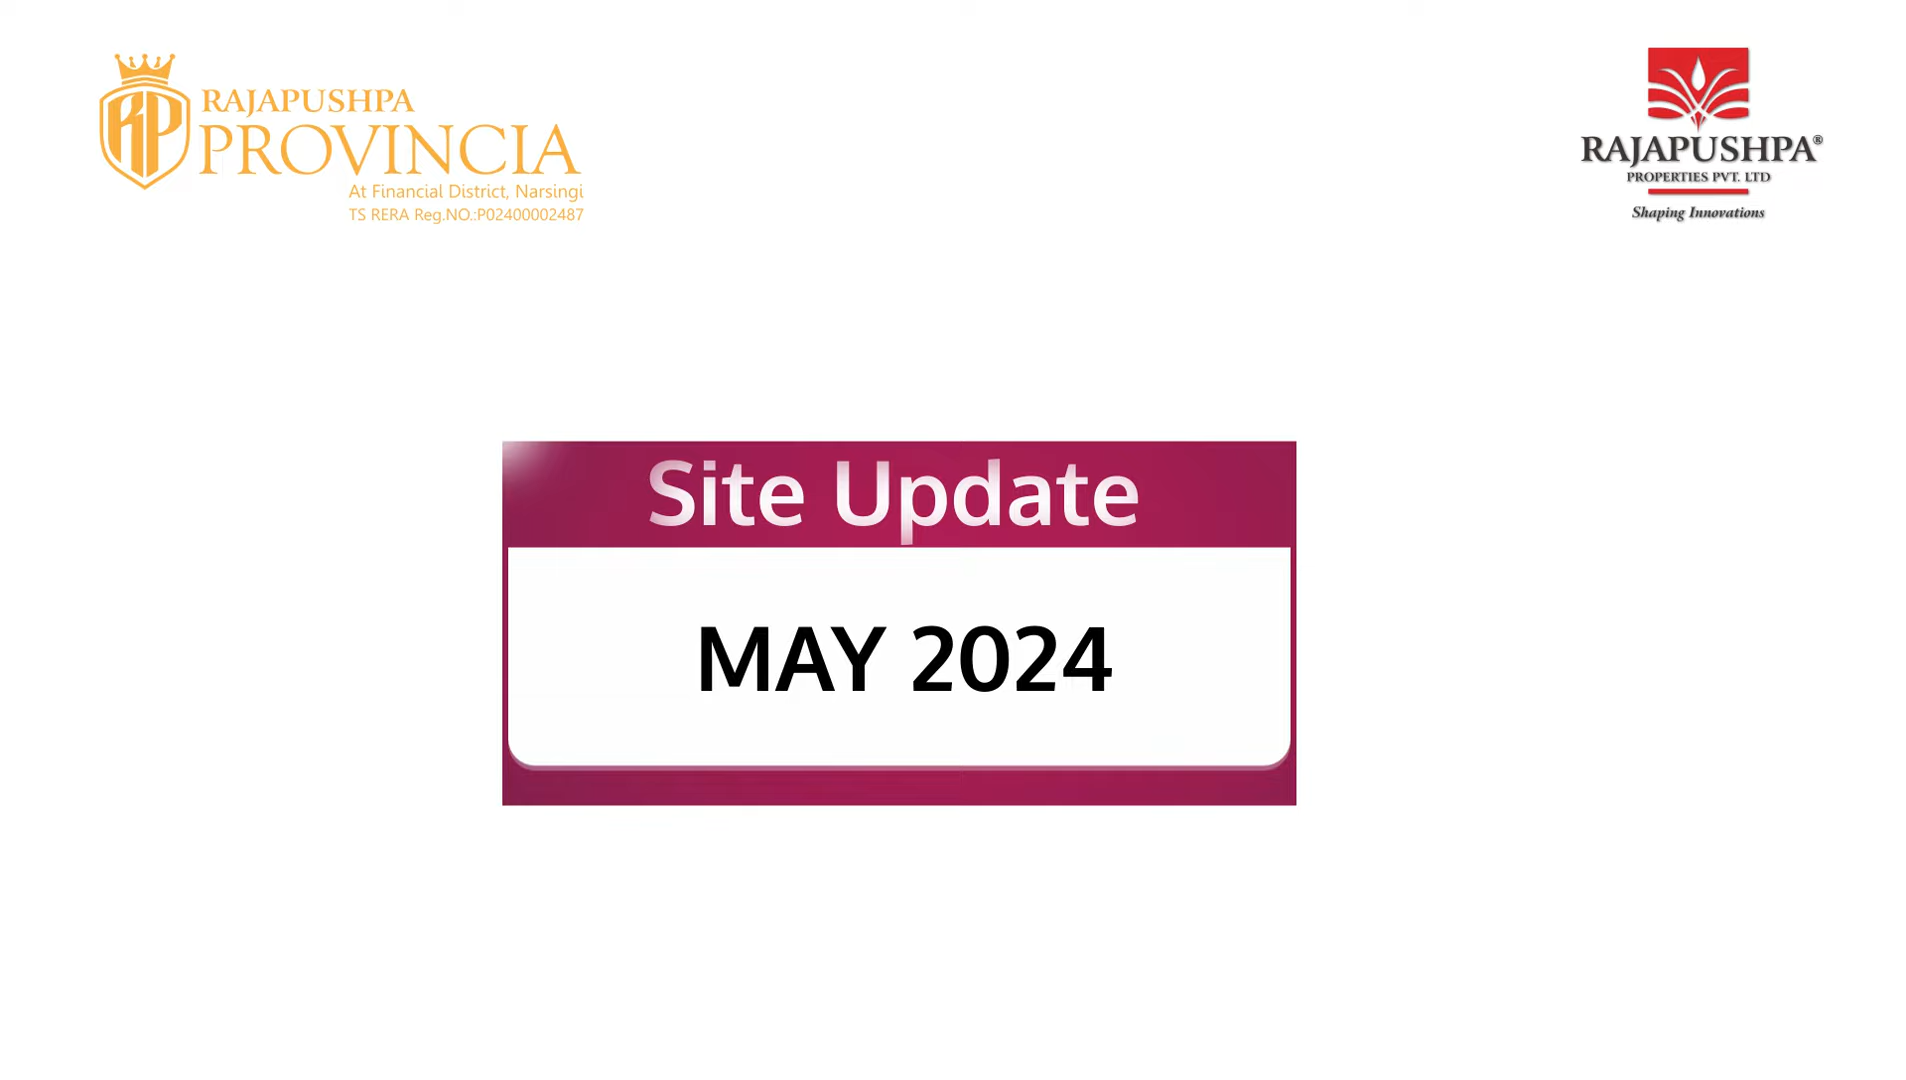 RP
RAJAPUSHPA
PROVINCIA
At Financial District, Narsingi
TS RERA Reg.NO.:P02400002487
RAJAPUSHPA®
PROPERTIES PVT. LTD
Shaping Innovations
Site Update
MAY 2024